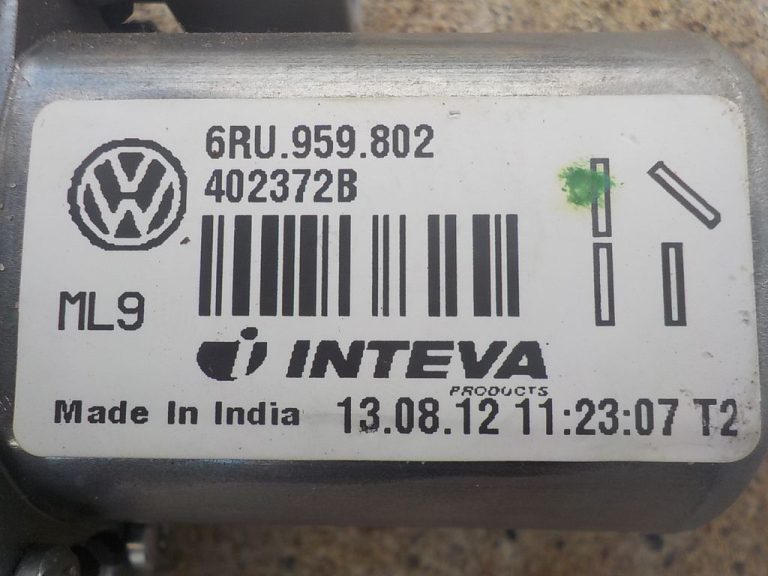 6RU.959.802
402372B
ML9
INTEVA
PRODUCTS
Made In India 13.08.12 11:23:07 T2